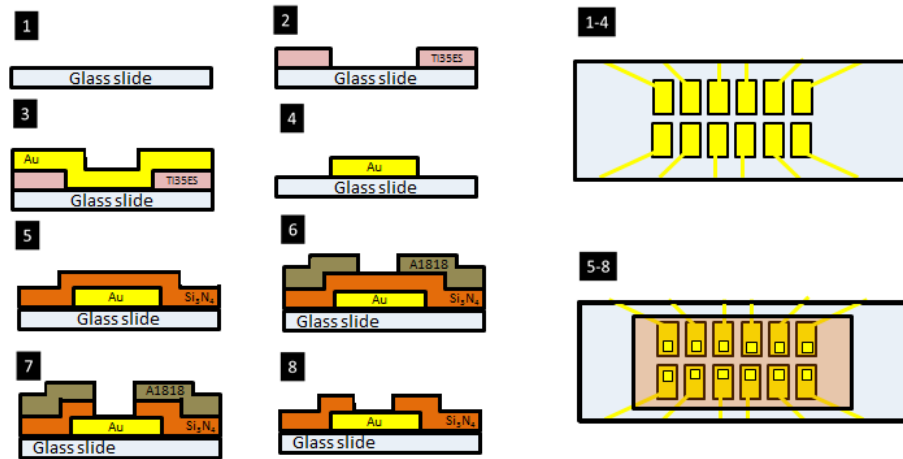 1
Glass slide
2
TI35ES
Glass slide
1-4
3
Au
TI35ES
Glass slide
4
Au
Glass slide
5
Au
Si₃N₄
Glass slide
6
A1818
Au
Si₃N₄
Glass slide
5-8
7
A1818
Au
Si₃N₄
Glass slide
8
Au
Si₃N₄
Glass slide